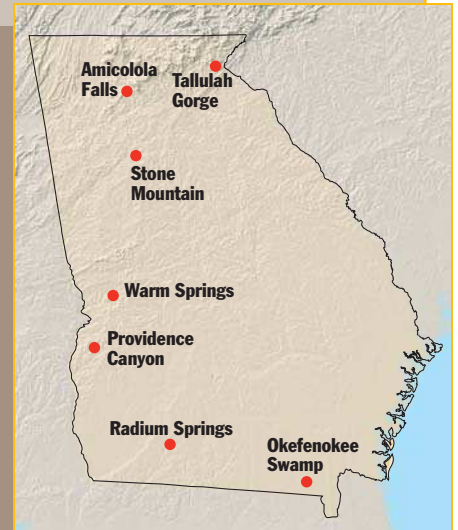 Amicolola
Falls
Tallulah
Gorge
Stone
Mountain
Warm Springs
Providence
Canyon
Radium Springs
Okefenokee
Swamp